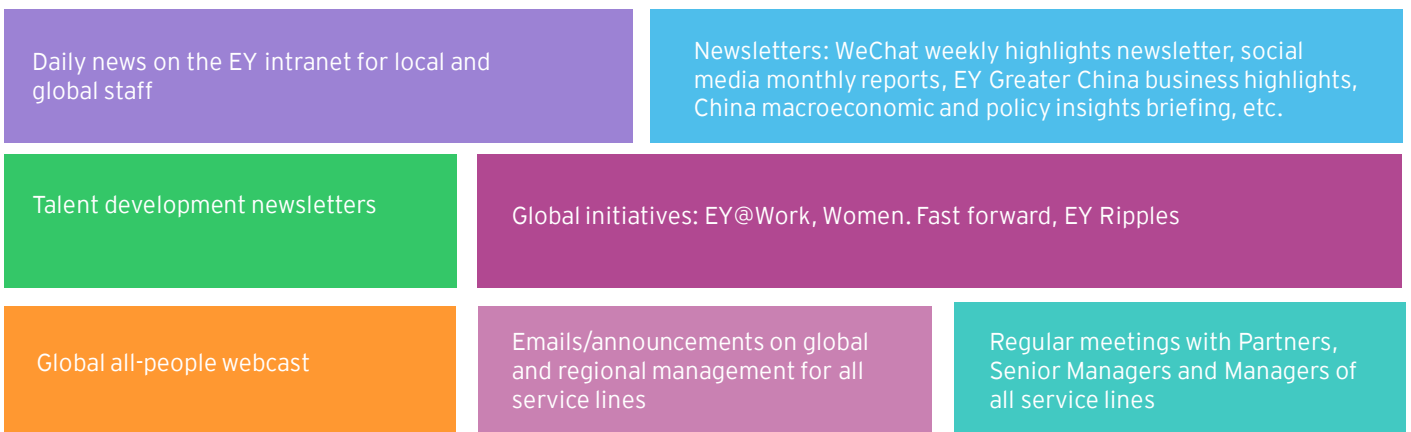 Daily news on the EY intranet for local and
global staff
Newsletters: WeChat weekly highlights newsletter, social
media monthly reports, EY Greater China business highlights,
China macroeconomic and policy insights briefing, etc.
Talent development newsletters
Global initiatives: EY@Work, Women. Fast forward, EY Ripples
Global all-people webcast
Emails/announcements on global
and regional management for all
service lines
Regular meetings with Partners,
Senior Managers and Managers of
all service lines